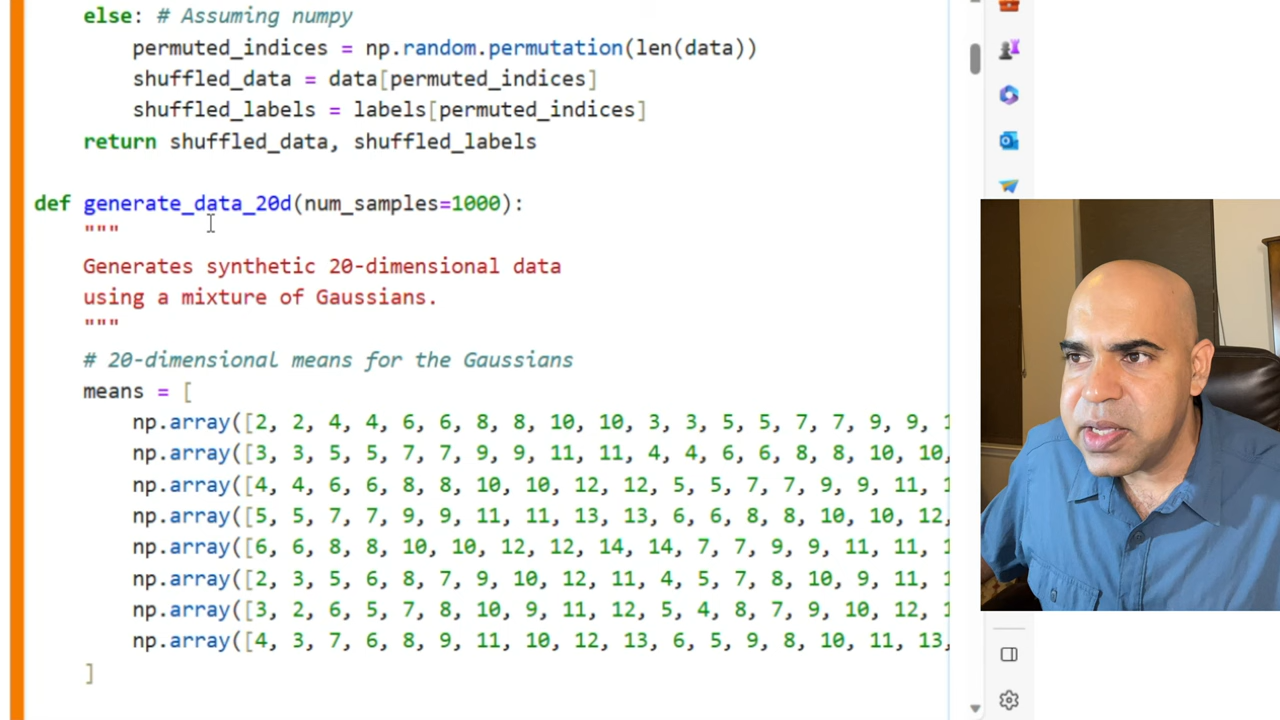 else: # Assuming numpy
permuted_indices = np.random.permutation(len(data))
shuffled_data = data[permuted_indices]
shuffled_labels = labels[permuted_indices]
return shuffled_data, shuffled_labels
def generate_data_20d(num_samples=1000):
"""
Generates synthetic 20-dimensional data
using a mixture of Gaussians.
"""
# 20-dimensional means for the Gaussians
means = [
np.array([2, 2, 4, 4, 6, 6, 8, 8, 10, 10, 3, 3, 5, 5, 7, 7, 9, 9,
np.array([3, 3, 5, 5, 7, 7, 9, 9, 11, 11, 4, 4, 6, 6, 8, 8, 10, 10,
np.array([4, 4, 6, 6, 8, 8, 10, 10, 12, 12, 5, 5, 7, 7, 9, 9, 11,
np.array([5, 5, 7, 7, 9, 9, 11, 11, 13, 13, 6, 6, 8, 8, 10, 10, 12,
np.array([6, 6, 8, 8, 10, 10, 12, 12, 14, 14, 7, 7, 9, 9, 11, 11,
np.array([2, 3, 5, 6, 8, 7, 9, 10, 12, 11, 4, 5, 7, 8, 10, 9, 11,
np.array([3, 2, 6, 5, 7, 8, 10, 9, 11, 12, 5, 4, 8, 7, 9, 10, 12,
np.array([4, 3, 7, 6, 8, 9, 11, 10, 12, 13, 6, 5, 9, 8, 10, 11, 13,
]